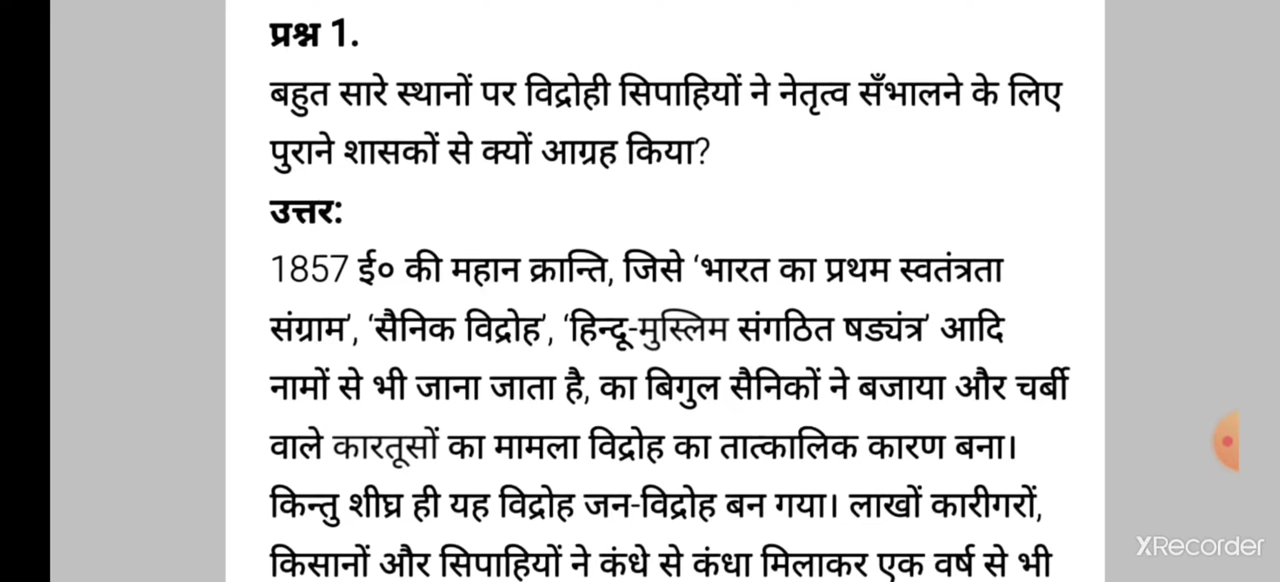 प्रश्न 1.
बहुत सारे स्थानों पर विद्रोही सिपाहियों ने नेतृत्व सँभालने के लिए
पुराने शासकों से क्यों आग्रह किया?
उत्तर:
1857 ई० की महान क्रान्ति, जिसे ‘भारत का प्रथम स्वतंत्रता
संग्राम’, ‘सैनिक विद्रोह’, ‘हिन्दू-मुस्लिम संगठित षड्यंत्र’ आदि
नामों से भी जाना जाता है, का बिगुल सैनिकों ने बजाया और चर्बी
वाले कारतूसों का मामला विद्रोह का तात्कालिक कारण बना।
किन्तु शीघ्र ही यह विद्रोह जन-विद्रोह बन गया। लाखों कारीगरों,
किसानों और सिपाहियों ने कंधे से कंधा मिलाकर एक वर्ष से भी
XRecorder